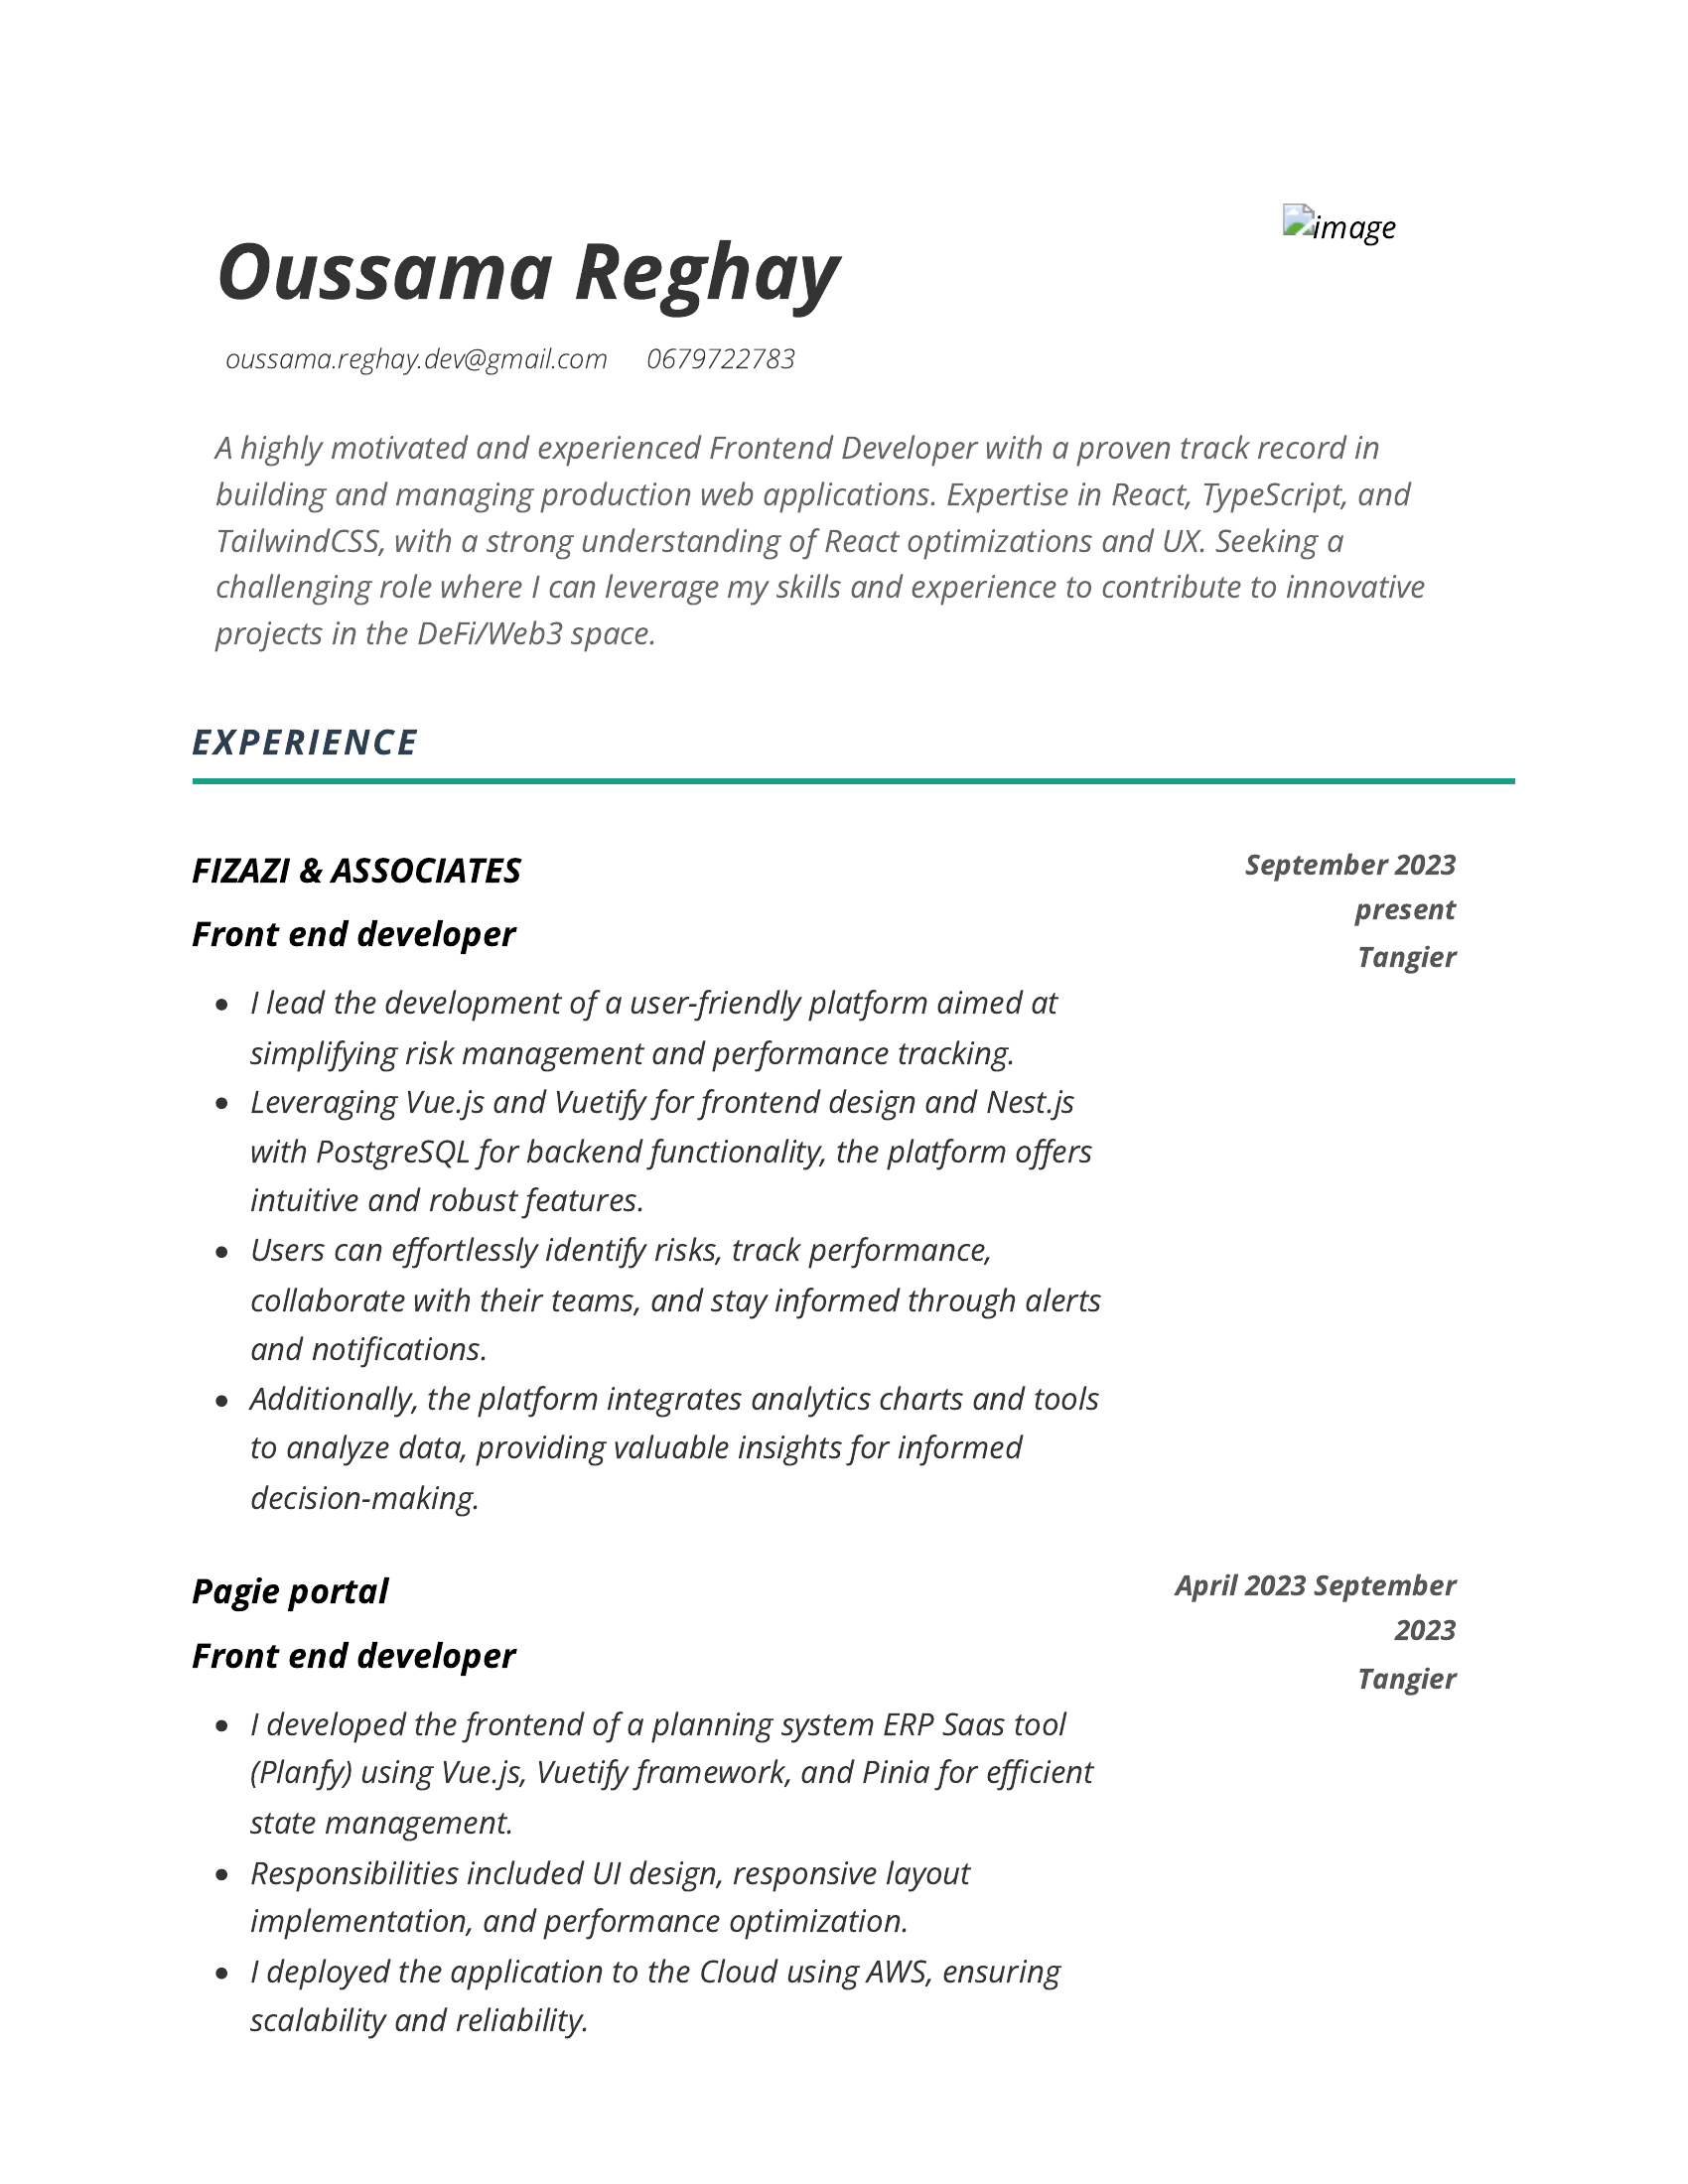 image
Oussama Reghay
oussama.reghay.dev@gmail.com 0679722783
A highly motivated and experienced Frontend Developer with a proven track record in
building and managing production web applications. Expertise in React, TypeScript, and
TailwindCSS, with a strong understanding of React optimizations and UX. Seeking a
challenging role where I can leverage my skills and experience to contribute to innovative
projects in the DeFi/Web3 space.
EXPERIENCE
FIZAZI & ASSOCIATES
Front end developer
September 2023
present
Tangier
• I lead the development of a user-friendly platform aimed at
simplifying risk management and performance tracking.
• Leveraging Vue.js and Vuetify for frontend design and Nest.js
with PostgreSQL for backend functionality, the platform offers
intuitive and robust features.
• Users can effortlessly identify risks, track performance,
collaborate with their teams, and stay informed through alerts
and notifications.
• Additionally, the platform integrates analytics charts and tools
to analyze data, providing valuable insights for informed
decision-making.
Pagie portal
Front end developer
April 2023 September
2023
Tangier
• I developed the frontend of a planning system ERP Saas tool
(Planfy) using Vue.js, Vuetify framework, and Pinia for efficient
state management.
• Responsibilities included UI design, responsive layout
implementation, and performance optimization.
• I deployed the application to the Cloud using AWS, ensuring
scalability and reliability.